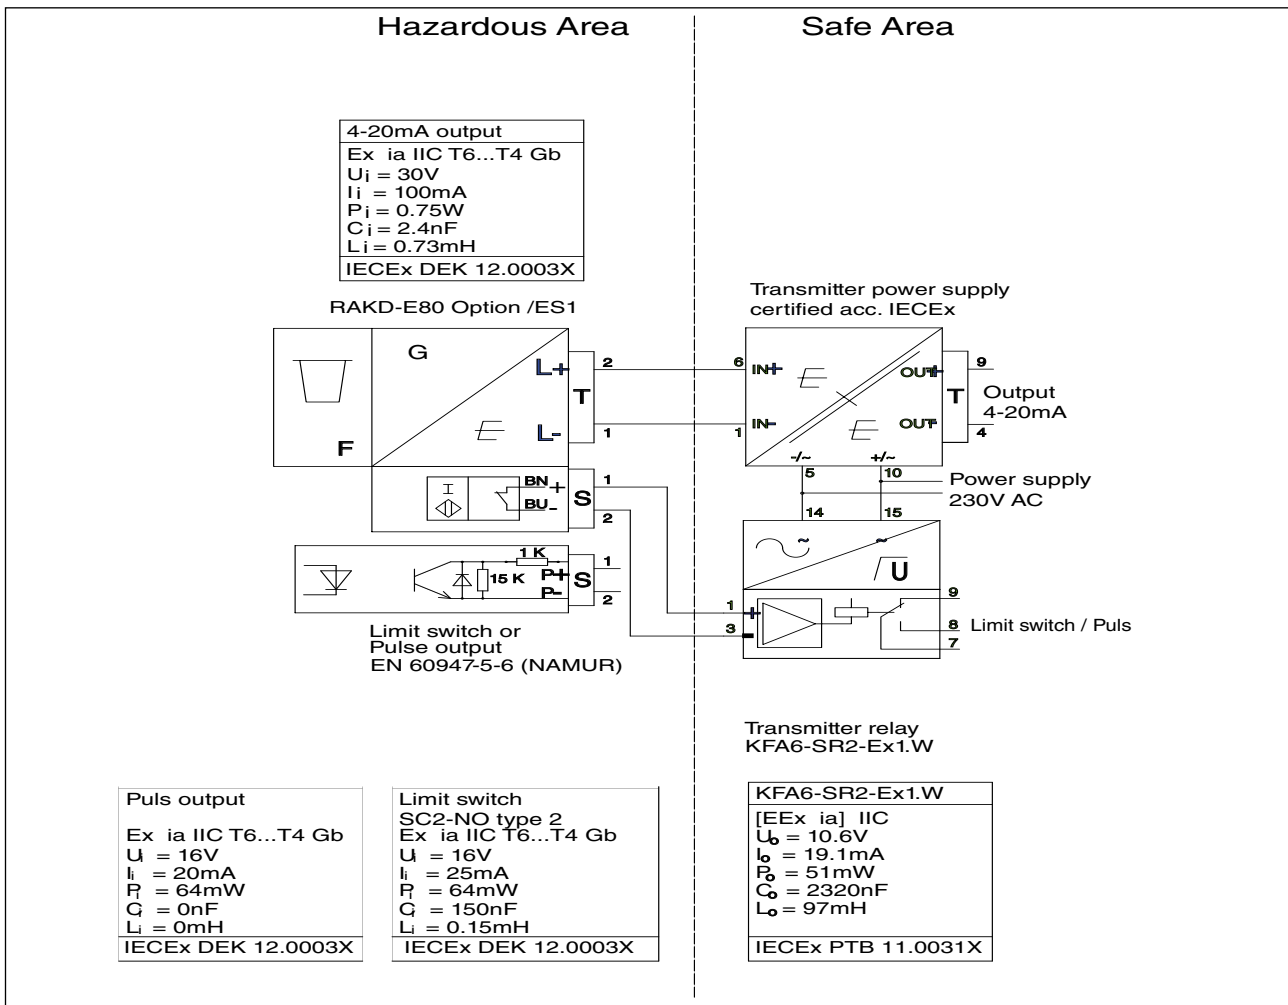 Hazardous Area
Safe Area
4-20mA output
Ex ia IIC T6...T4 Gb
Ui = 30V
Ii = 100mA
Pi = 0.75W
Ci = 2.4nF
Li = 0.73mH
IECEx DEK 12.0003X
RAKD-E80 Option /ES1
Transmitter power supply
certified acc. IECEx
G
F
E
L+
L-
T
2
1
6
1
IN+
IN-
E
E
OUT+
OUT-
T
9
4
Output
4-20mA
-/~
+/~
5
10
Power supply
230V AC
14
15
I
BN +
BU -
S
1
2
1 K
15 K
P+
P-
S
1
2
Limit switch or
Pulse output
EN 60947-5-6 (NAMUR)
~
~
U
1
+
3
-
9
8
7
Limit switch / Puls
Transmitter relay
KFA6-SR2-Ex1.W
Puls output
Ex ia IIC T6...T4 Gb
Ui = 16V
Ii = 20mA
Pi = 64mW
Ci = 0nF
Li = 0mH
IECEx DEK 12.0003X
Limit switch
SC2-NO type 2
Ex ia IIC T6...T4 Gb
Ui = 16V
Ii = 25mA
Pi = 64mW
Ci = 150nF
Li = 0.15mH
IECEx DEK 12.0003X
KFA6-SR2-Ex1.W
[EEx ia] IIC
Uo = 10.6V
Io = 19.1mA
Po = 51mW
Co = 2320nF
Lo = 97mH
IECEx PTB 11.0031X